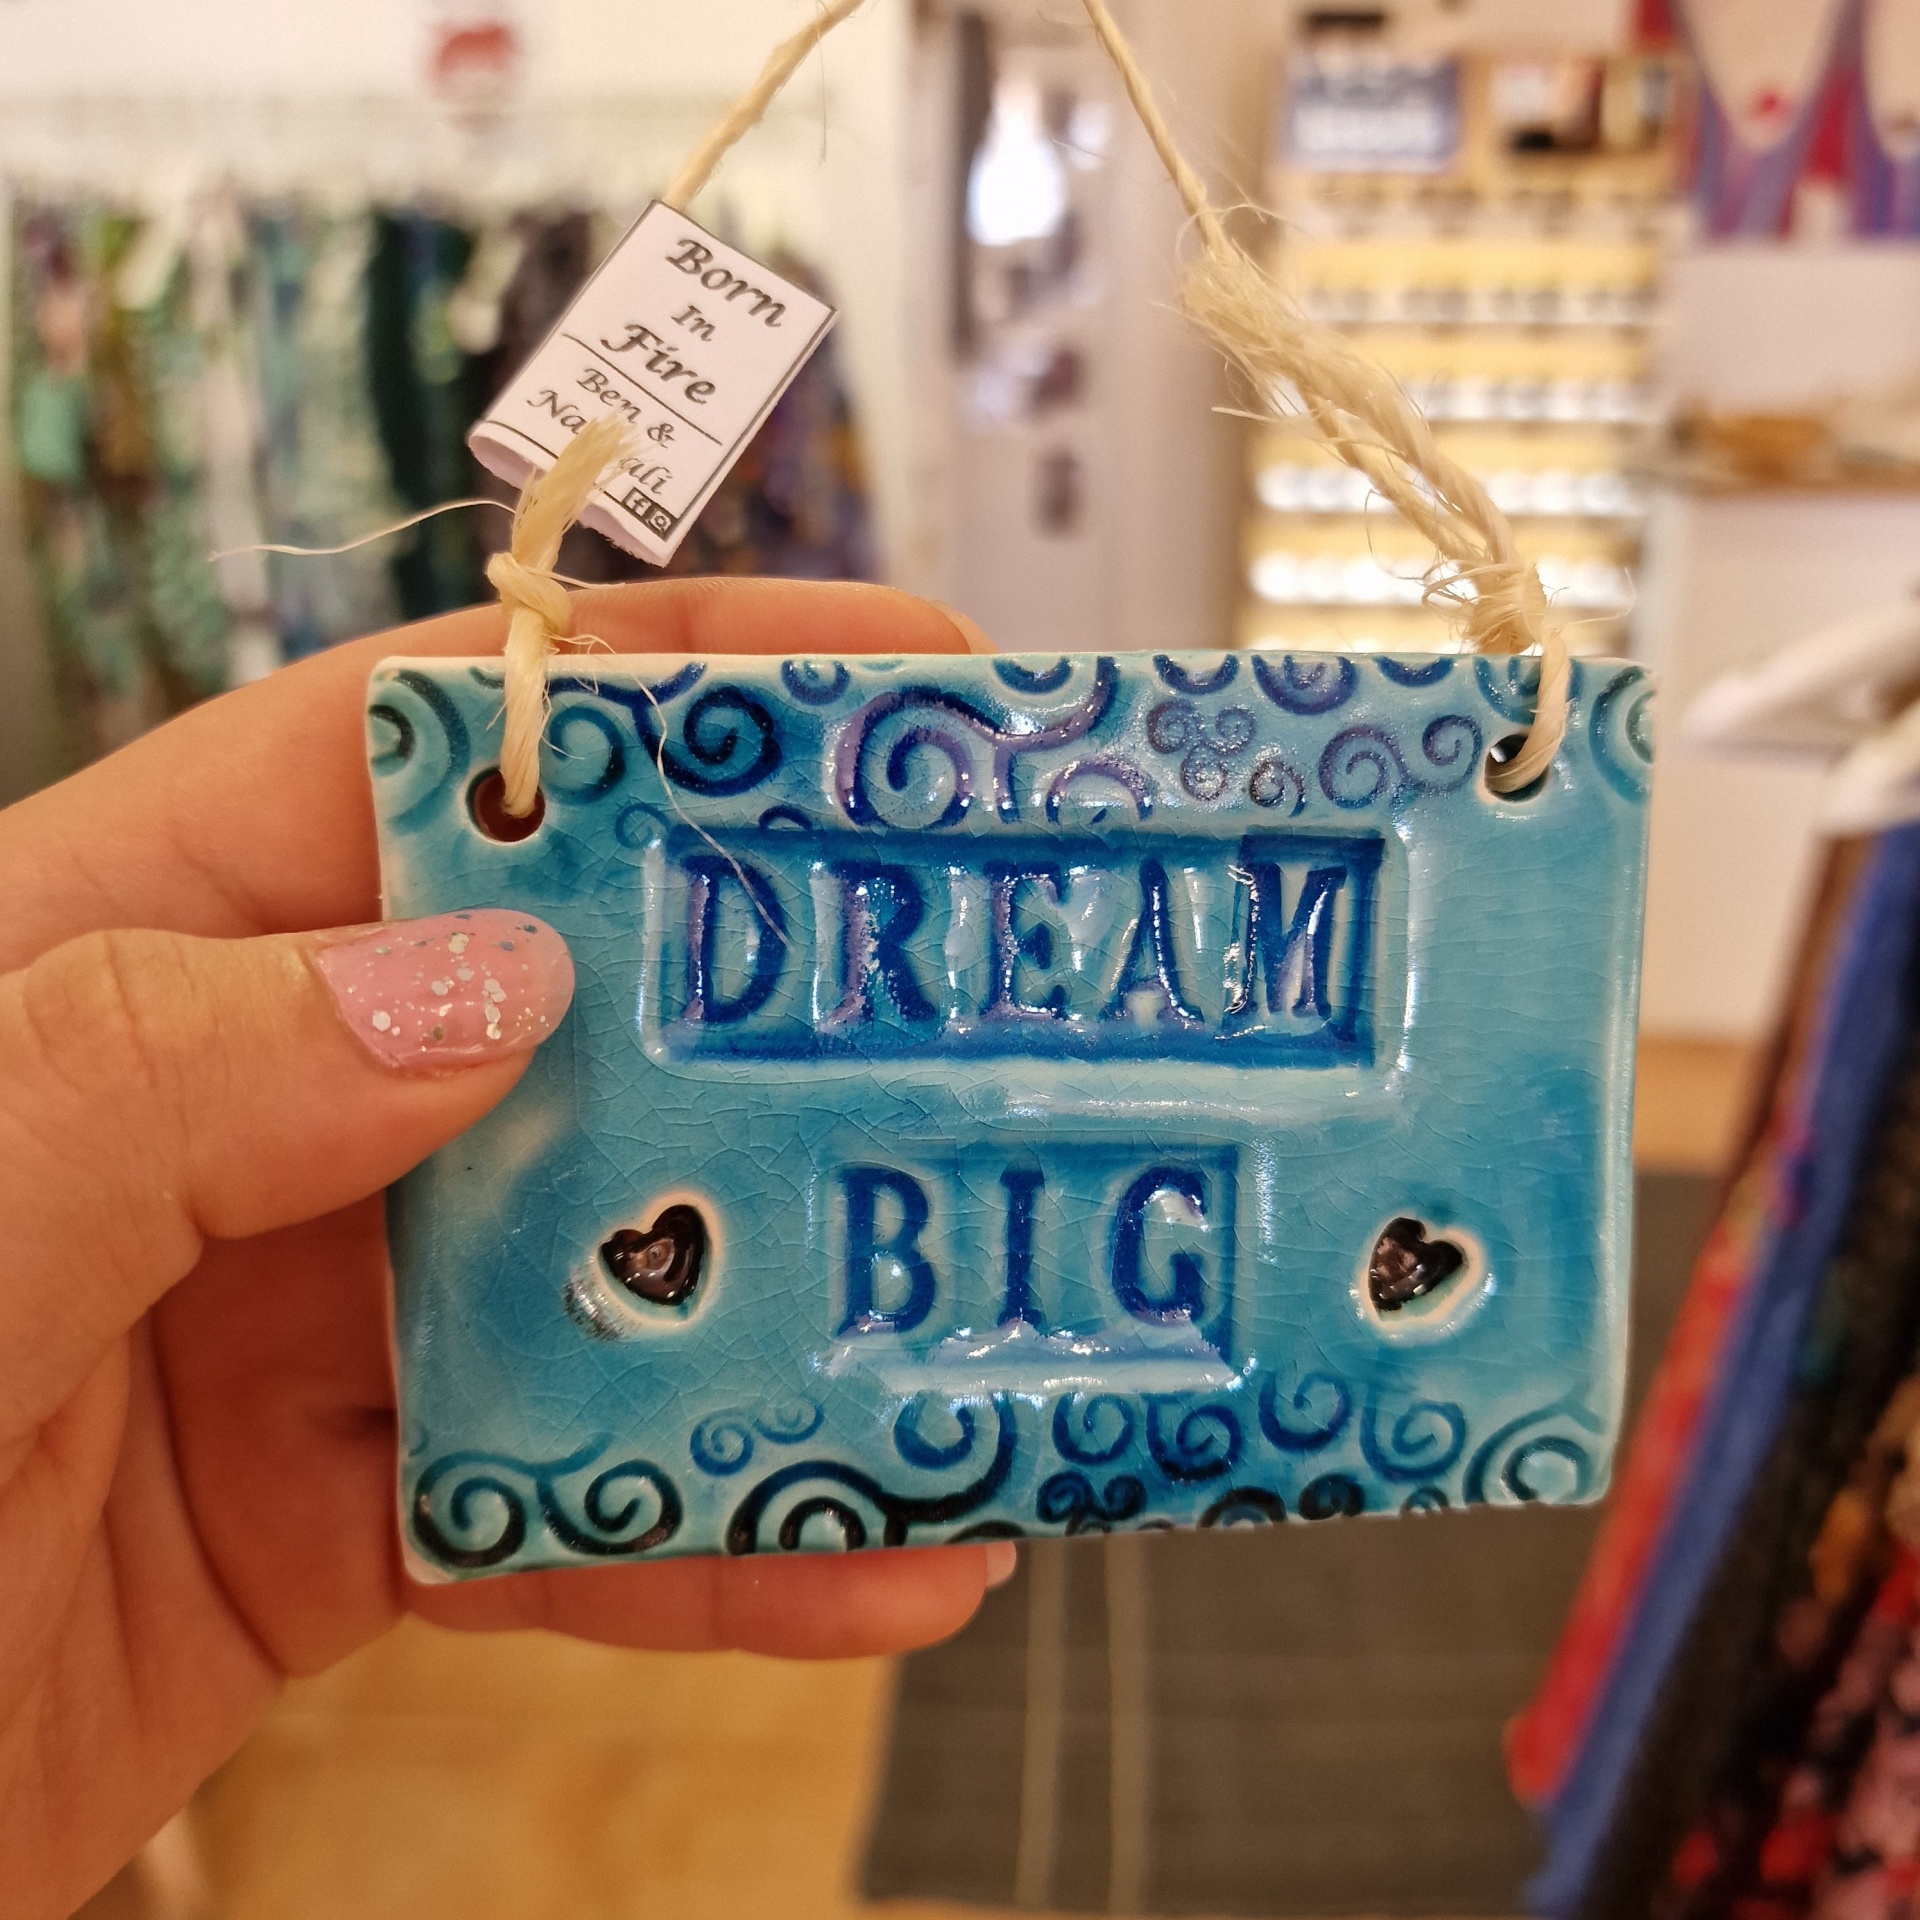 Born
In
Fire
Ben &
DREAM
BIG